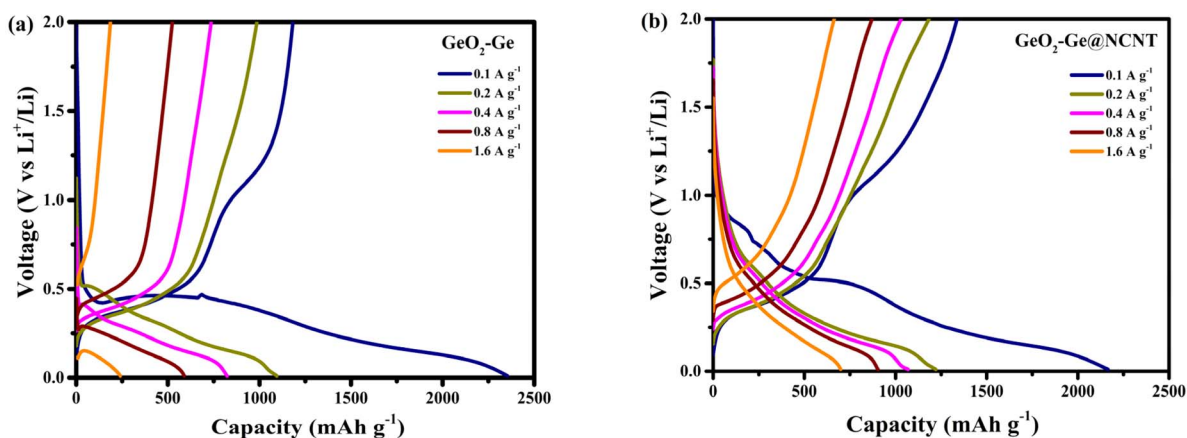 (a)
GeO₂-Ge
0.1 A g⁻¹
0.2 A g⁻¹
0.4 A g⁻¹
0.8 A g⁻¹
1.6 A g⁻¹
Voltage (V vs Li⁺/Li)
2.0
1.5
1.0
0.5
0.0
0 500 1000 1500 2000 2500
Capacity (mAh g⁻¹)
(b)
GeO₂-Ge@NCNT
0.1 A g⁻¹
0.2 A g⁻¹
0.4 A g⁻¹
0.8 A g⁻¹
1.6 A g⁻¹
Voltage (V vs Li⁺/Li)
2.0
1.5
1.0
0.5
0.0
0 500 1000 1500 2000 2500
Capacity (mAh g⁻¹)